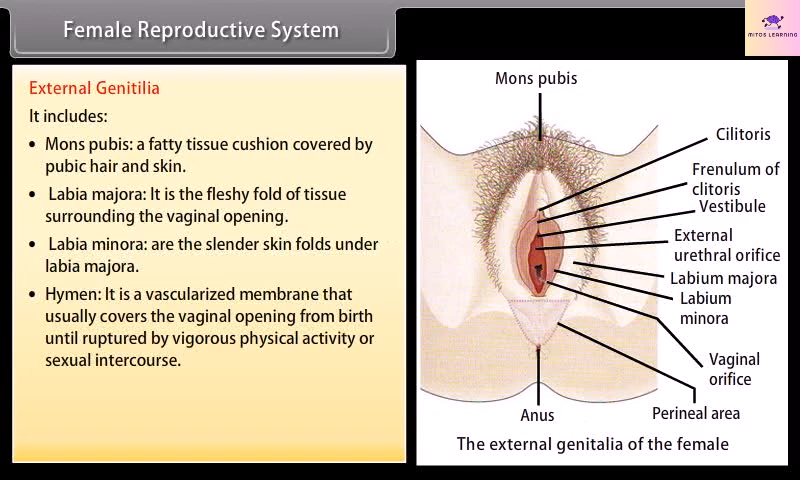 Female Reproductive System
MITOS LEARNING
External Genitilia
It includes:
• Mons pubis: a fatty tissue cushion covered by
pubic hair and skin.
• Labia majora: It is the fleshy fold of tissue
surrounding the vaginal opening.
• Labia minora: are the slender skin folds under
labia majora.
• Hymen: It is a vascularized membrane that
usually covers the vaginal opening from birth
until ruptured by vigorous physical activity or
sexual intercourse.
Mons pubis
Cilitoris
Frenulum of
clitoris
Vestibule
External
urethral orifice
Labium majora
Labium
minora
Vaginal
orifice
Perineal area
Anus
The external genitalia of the female